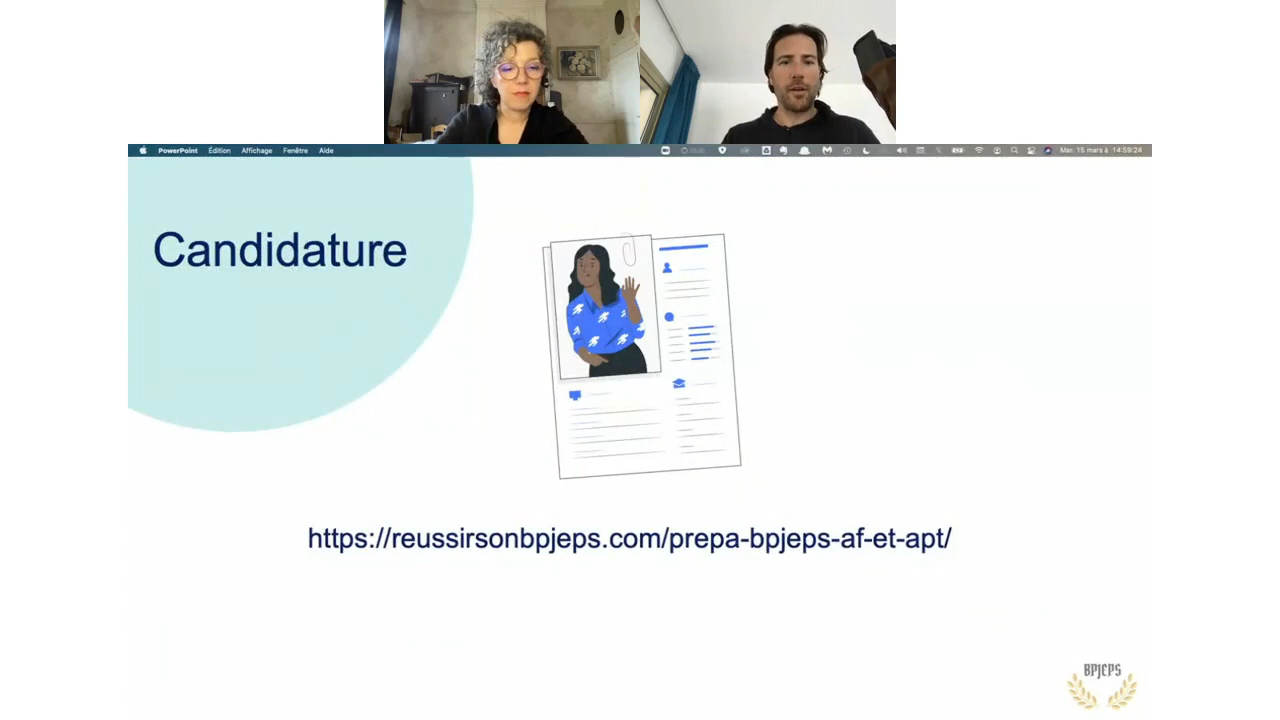 PowerPoint Édition Affichage Fenêtre Aide
Mar. 15 mars à 14:59:24
Candidature
https://reussirsonbpjeps.com/prepa-bpjeps-af-et-apt/
BPJEPS